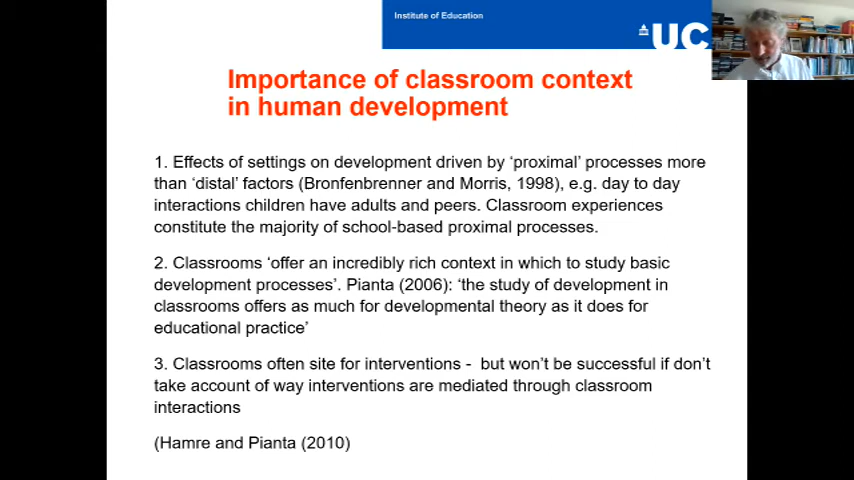 Institute of Education
UC
Importance of classroom context
in human development
1. Effects of settings on development driven by ‘proximal’ processes more
than ‘distal’ factors (Bronfenbrenner and Morris, 1998), e.g. day to day
interactions children have adults and peers. Classroom experiences
constitute the majority of school-based proximal processes.
2. Classrooms ‘offer an incredibly rich context in which to study basic
development processes’. Pianta (2006): ‘the study of development in
classrooms offers as much for developmental theory as it does for
educational practice’
3. Classrooms often site for interventions - but won’t be successful if don’t
take account of way interventions are mediated through classroom
interactions
(Hamre and Pianta (2010)